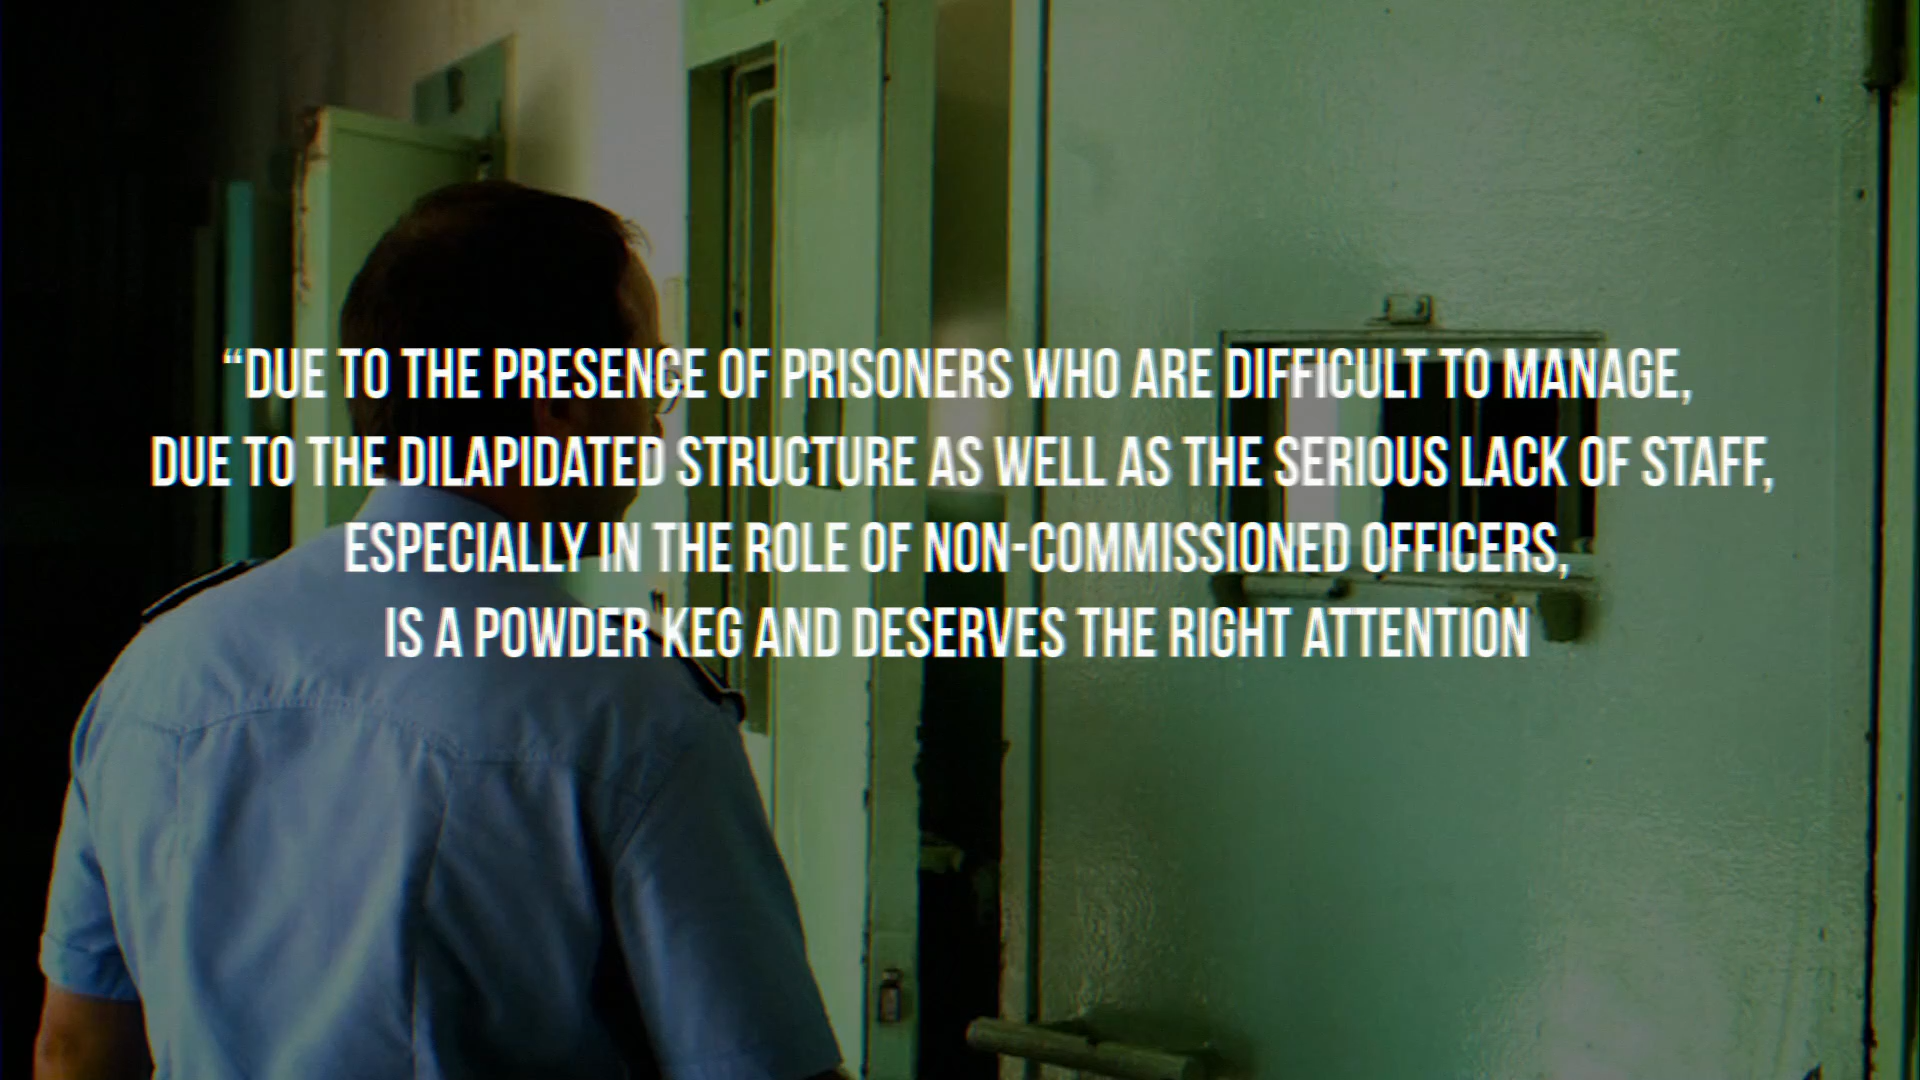 “DUE TO THE PRESENCE OF PRISONERS WHO ARE DIFFICULT TO MANAGE,
DUE TO THE DILAPIDATED STRUCTURE AS WELL AS THE SERIOUS LACK OF STAFF,
ESPECIALLY IN THE ROLE OF NON-COMMISSIONED OFFICERS,
IS A POWDER KEG AND DESERVES THE RIGHT ATTENTION